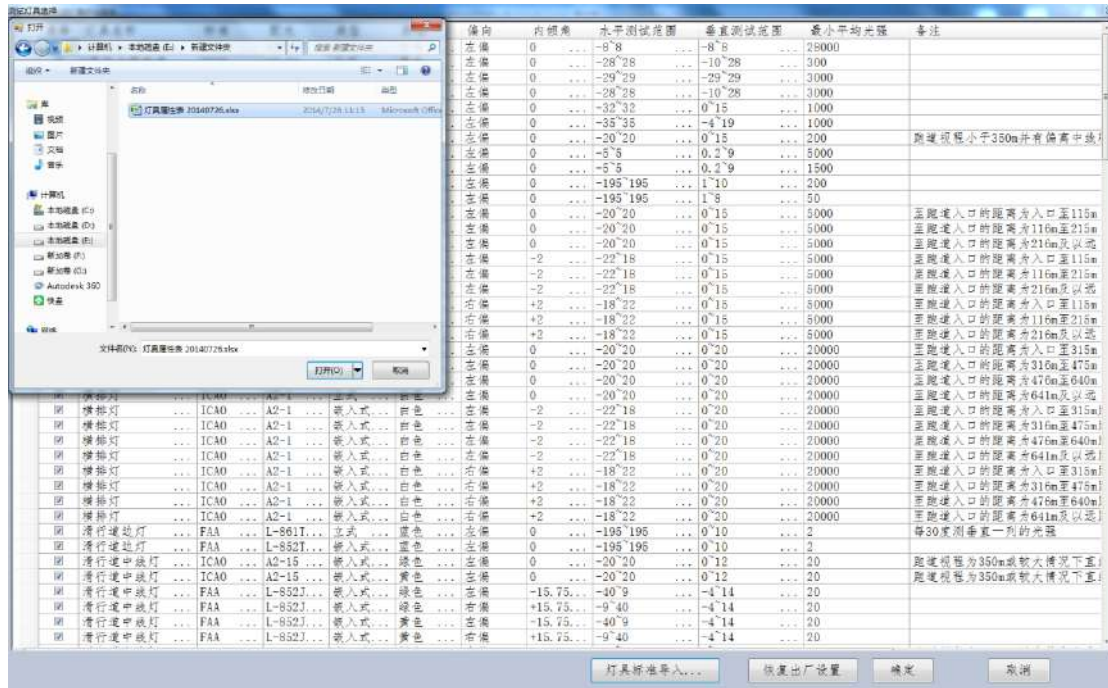 测试灯具选择
打开
计算机 ▸ 本地磁盘 (E:) ▸ 新建文件夹
搜索 新建文件夹
组织
新建文件夹
名称 修改日期 类型
灯具属性表 20140726.xlsx 2014/7/28 11:13 Microsoft Office
库
视频
图片
文档
音乐
计算机
本地磁盘 (C:)
本地磁盘 (D:)
本地磁盘 (E:)
新加卷 (F:)
新加卷 (G:)
Autodesk 360
快盘
网络
文件名(N): 灯具属性表 20140726.xlsx
打开(O) 取消
偏向 内倾角 水平测试范围 垂直测试范围 最小平均光强 备注
左偏 0 ... -8~8 ... -8~8 ... 28000
左偏 0 ... -28~28 ... -10~28 ... 300
左偏 0 ... -29~29 ... -29~29 ... 3000
左偏 0 ... -28~28 ... -10~28 ... 3000
左偏 0 ... -32~32 ... 0~15 ... 1000
左偏 0 ... -35~35 ... -4~19 ... 1000
左偏 0 ... -20~20 ... 0~15 ... 200 跑道视程小于350m并有偏离中线
左偏 0 ... -5~5 ... 0.2~9 ... 5000
左偏 0 ... -5~5 ... 0.2~9 ... 1500
左偏 0 ... -195~195 ... 1~10 ... 200
左偏 0 ... -195~195 ... 1~8 ... 50
左偏 0 ... -20~20 ... 0~15 ... 5000 至跑道入口的距离为入口至115m
左偏 0 ... -20~20 ... 0~15 ... 5000 至跑道入口的距离为116m至215m
左偏 0 ... -20~20 ... 0~15 ... 5000 至跑道入口的距离为216m及以远
左偏 -2 ... -22~18 ... 0~15 ... 5000 至跑道入口的距离为入口至115m
左偏 -2 ... -22~18 ... 0~15 ... 5000 至跑道入口的距离为116m至215m
左偏 -2 ... -22~18 ... 0~15 ... 5000 至跑道入口的距离为216m及以远
右偏 +2 ... -18~22 ... 0~15 ... 5000 至跑道入口的距离为入口至115m
右偏 +2 ... -18~22 ... 0~15 ... 5000 至跑道入口的距离为116m至215m
右偏 +2 ... -18~22 ... 0~15 ... 5000 至跑道入口的距离为216m及以远
左偏 0 ... -20~20 ... 0~20 ... 20000 至跑道入口的距离为入口至315m
左偏 0 ... -20~20 ... 0~20 ... 20000 至跑道入口的距离为316m至475m
左偏 0 ... -20~20 ... 0~20 ... 20000 至跑道入口的距离为476m至640m
横排灯 ... ICAO ... A2-1 ... 立式 ... 白色 ... 左偏 0 ... -20~20 ... 0~20 ... 20000 至跑道入口的距离为641m及以远
横排灯 ... ICAO ... A2-1 ... 嵌入式... 白色 ... 左偏 -2 ... -22~18 ... 0~20 ... 20000 至跑道入口的距离为入口至315m
横排灯 ... ICAO ... A2-1 ... 嵌入式... 白色 ... 左偏 -2 ... -22~18 ... 0~20 ... 20000 至跑道入口的距离为316m至475m
横排灯 ... ICAO ... A2-1 ... 嵌入式... 白色 ... 左偏 -2 ... -22~18 ... 0~20 ... 20000 至跑道入口的距离为476m至640m
横排灯 ... ICAO ... A2-1 ... 嵌入式... 白色 ... 左偏 -2 ... -22~18 ... 0~20 ... 20000 至跑道入口的距离为641m及以远
横排灯 ... ICAO ... A2-1 ... 嵌入式... 白色 ... 右偏 +2 ... -18~22 ... 0~20 ... 20000 至跑道入口的距离为入口至315m
横排灯 ... ICAO ... A2-1 ... 嵌入式... 白色 ... 右偏 +2 ... -18~22 ... 0~20 ... 20000 至跑道入口的距离为316m至475m
横排灯 ... ICAO ... A2-1 ... 嵌入式... 白色 ... 右偏 +2 ... -18~22 ... 0~20 ... 20000 至跑道入口的距离为476m至640m
横排灯 ... ICAO ... A2-1 ... 嵌入式... 白色 ... 右偏 +2 ... -18~22 ... 0~20 ... 20000 至跑道入口的距离为641m及以远
滑行道边灯 ... FAA ... L-861T... 立式 ... 蓝色 ... 左偏 0 ... -195~195 ... 0~10 ... 2 每30度测垂直一列的光强
滑行道边灯 ... FAA ... L-852T... 嵌入式... 蓝色 ... 左偏 0 ... -195~195 ... 0~10 ... 2
滑行道中线灯 ... ICAO ... A2-15 ... 嵌入式... 绿色 ... 左偏 0 ... -20~20 ... 0~12 ... 20 跑道视程为350m或较大情况下直
滑行道中线灯 ... ICAO ... A2-15 ... 嵌入式... 黄色 ... 左偏 0 ... -20~20 ... 0~12 ... 20 跑道视程为350m或较大情况下直
滑行道中线灯 ... FAA ... L-852J... 嵌入式... 绿色 ... 左偏 -15.75... -40~9 ... -4~14 ... 20
滑行道中线灯 ... FAA ... L-852J... 嵌入式... 绿色 ... 右偏 +15.75... -9~40 ... -4~14 ... 20
滑行道中线灯 ... FAA ... L-852J... 嵌入式... 黄色 ... 左偏 -15.75... -40~9 ... -4~14 ... 20
滑行道中线灯 ... FAA ... L-852J... 嵌入式... 黄色 ... 右偏 +15.75... -9~40 ... -4~14 ... 20
灯具标准导入... 恢复出厂设置 确定 取消